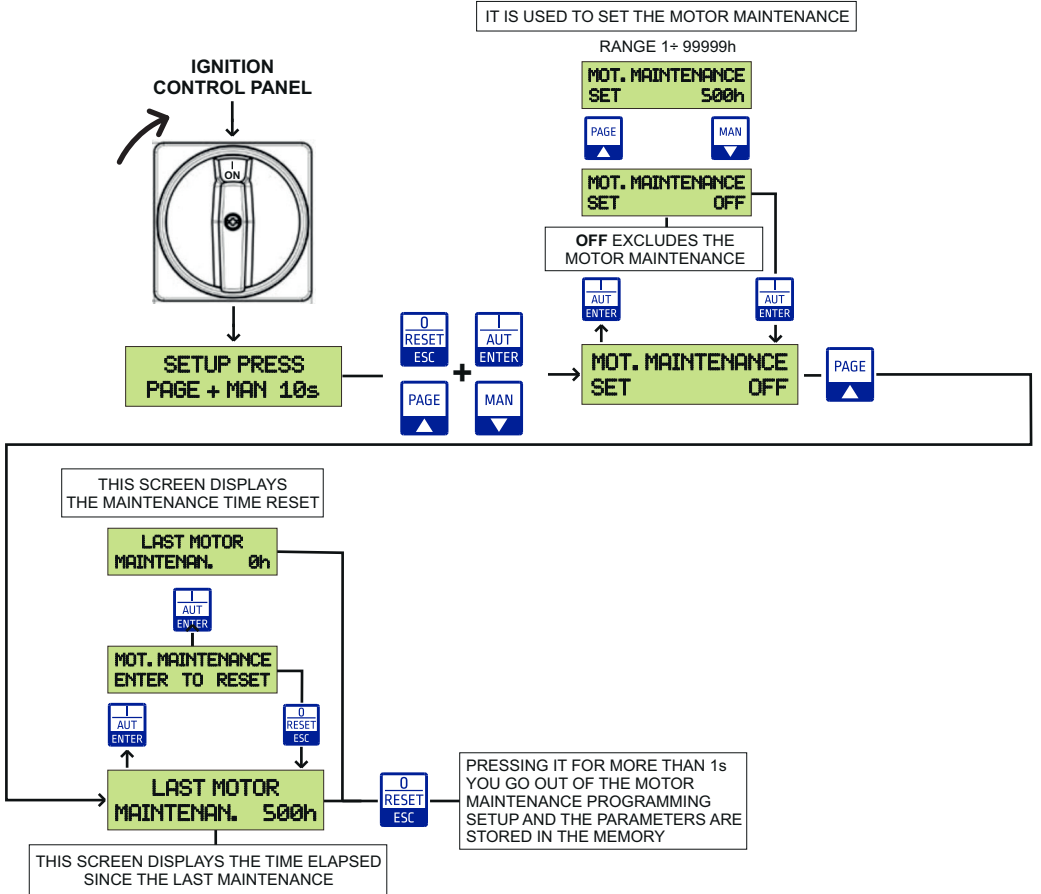 IT IS USED TO SET THE MOTOR MAINTENANCE
RANGE 1÷ 99999h
MOT. MAINTENANCE
SET 500h
PAGE
MAN
MOT. MAINTENANCE
SET OFF
OFF EXCLUDES THE
MOTOR MAINTENANCE
I
AUT
ENTER
I
AUT
ENTER
IGNITION
CONTROL PANEL
I
ON
SETUP PRESS
PAGE + MAN 10s
0
RESET
ESC
I
AUT
ENTER
+
PAGE
MAN
MOT. MAINTENANCE
SET OFF
PAGE
THIS SCREEN DISPLAYS
THE MAINTENANCE TIME RESET
LAST MOTOR
MAINTENAN. 0h
I
AUT
ENTER
MOT. MAINTENANCE
ENTER TO RESET
I
AUT
ENTER
0
RESET
ESC
LAST MOTOR
MAINTENAN. 500h
0
RESET
ESC
PRESSING IT FOR MORE THAN 1s
YOU GO OUT OF THE MOTOR
MAINTENANCE PROGRAMMING
SETUP AND THE PARAMETERS ARE
STORED IN THE MEMORY
THIS SCREEN DISPLAYS THE TIME ELAPSED
SINCE THE LAST MAINTENANCE